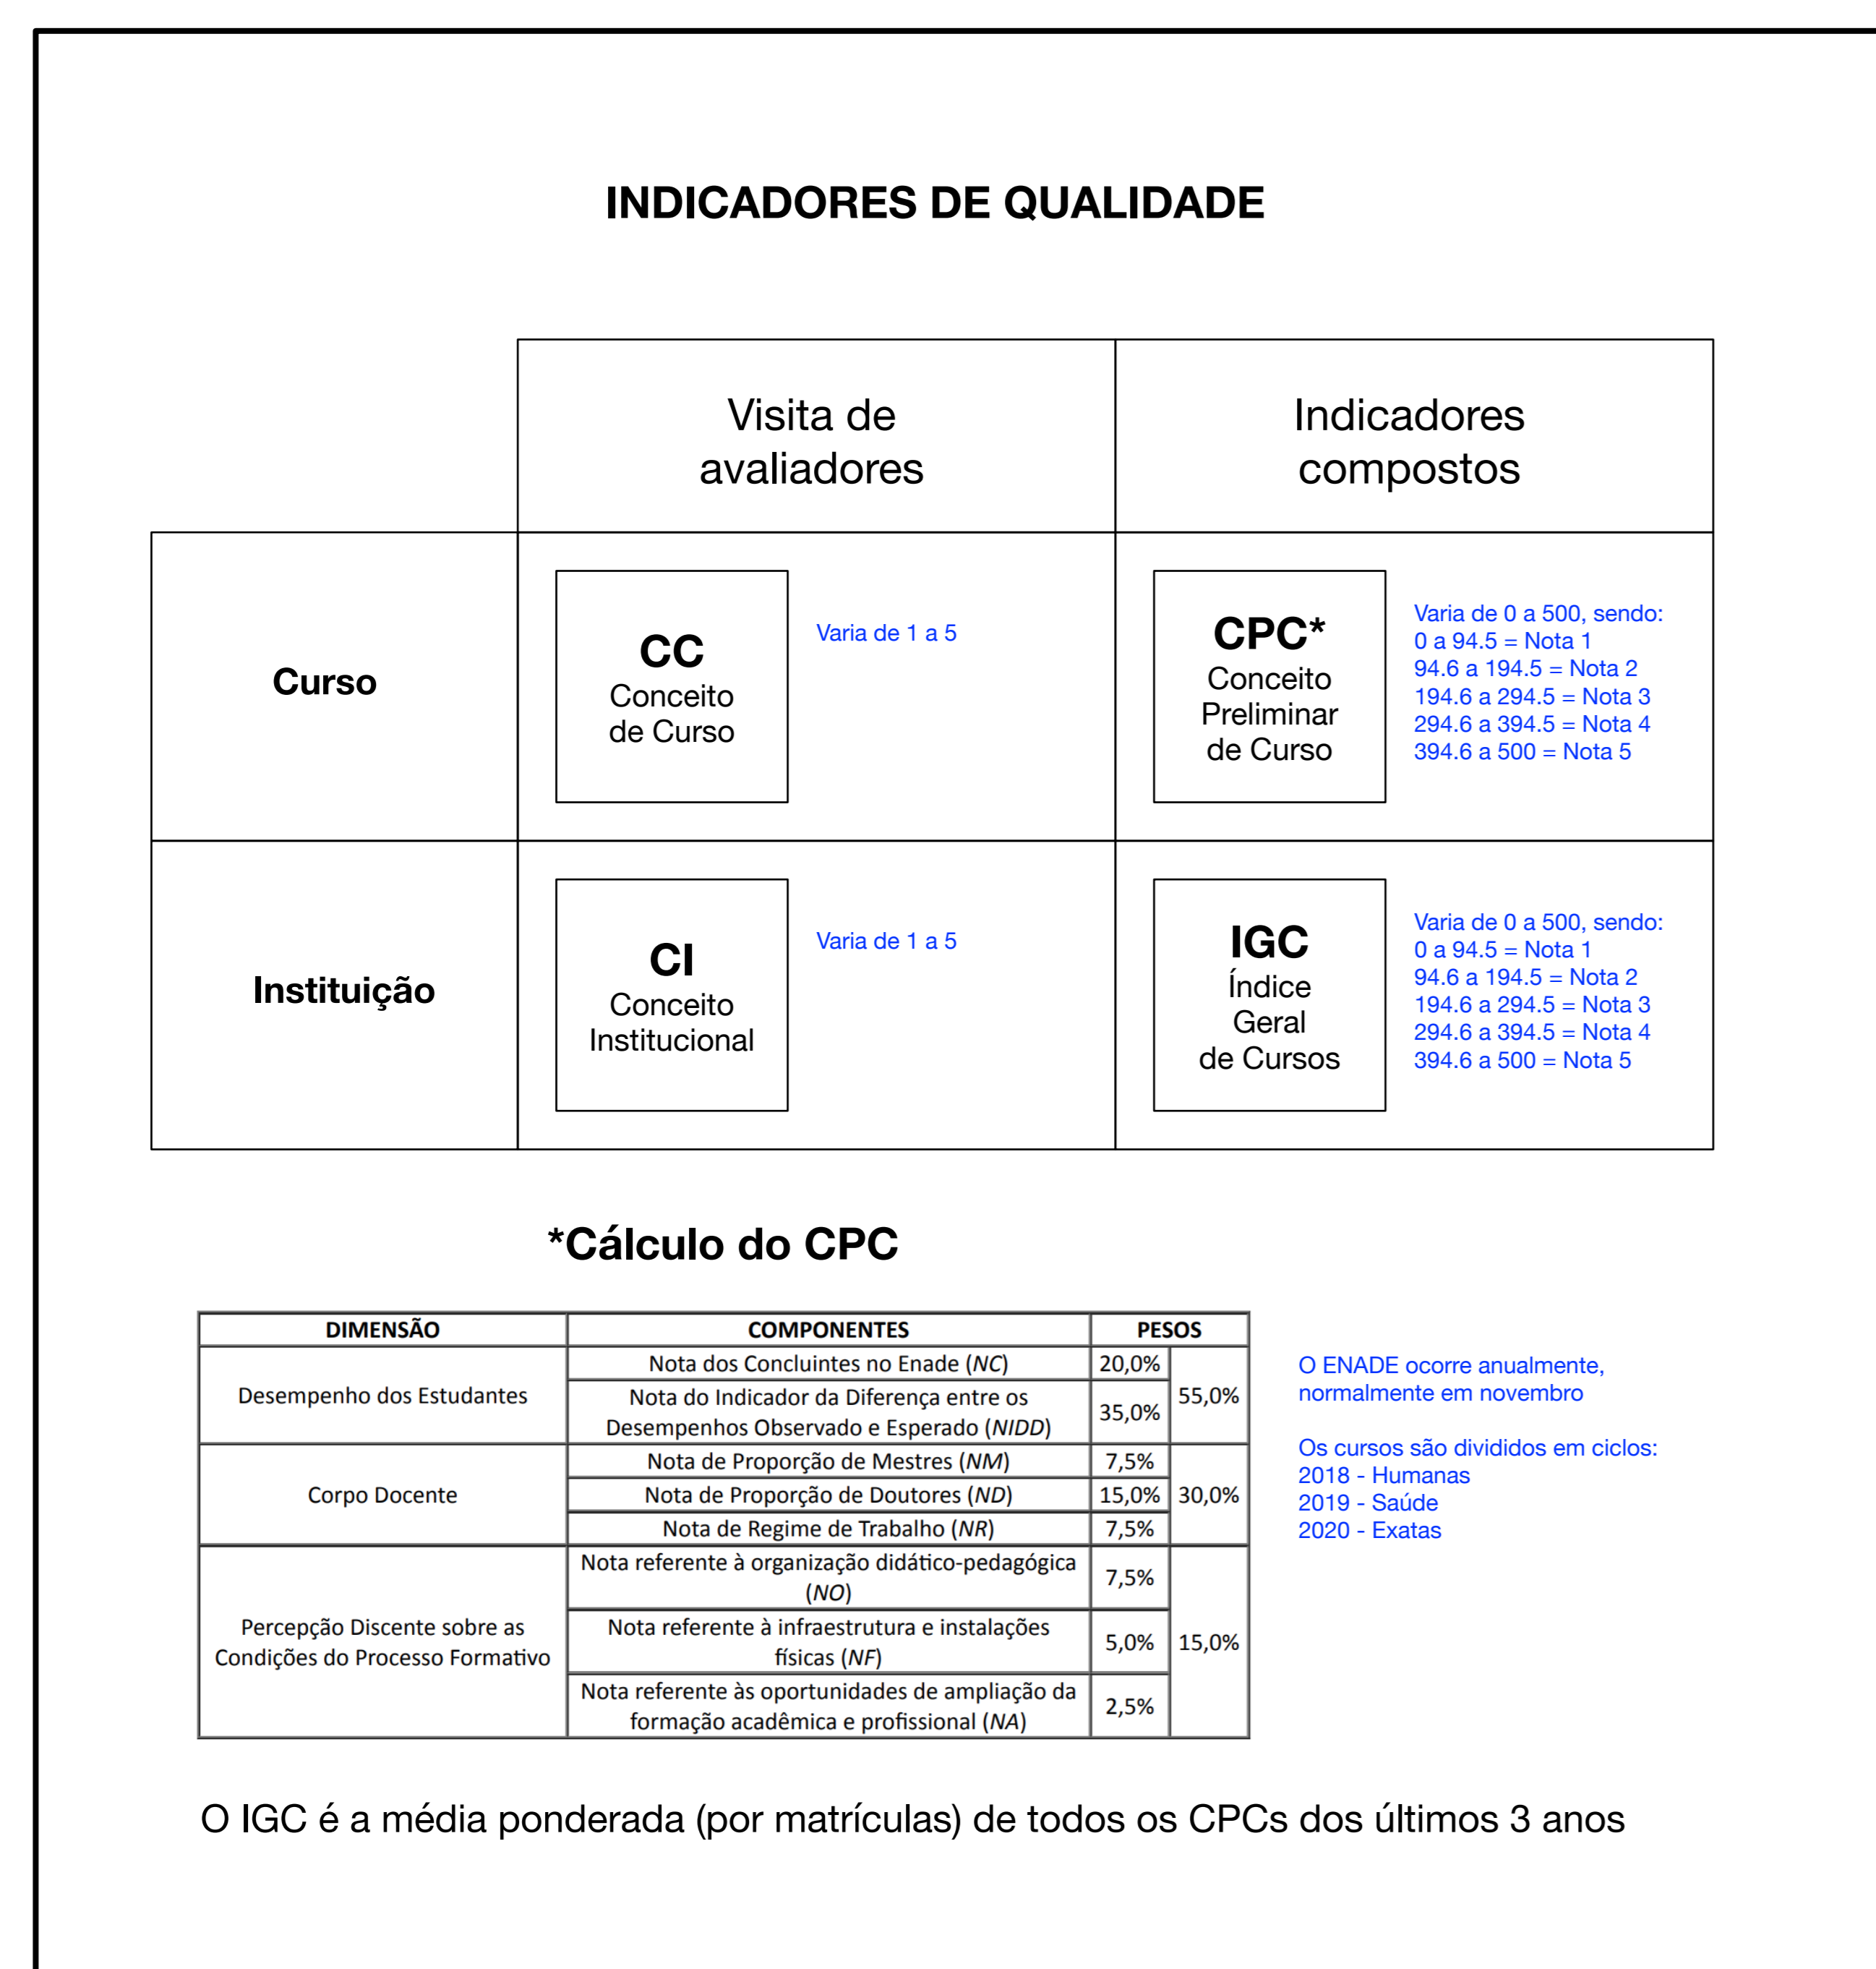 INDICADORES DE QUALIDADE
Visita de
avaliadores
Indicadores
compostos
Curso
CC
Conceito
de Curso
Varia de 1 a 5
CPC*
Conceito
Preliminar
de Curso
Varia de 0 a 500, sendo:
0 a 94.5 = Nota 1
94.6 a 194.5 = Nota 2
194.6 a 294.5 = Nota 3
294.6 a 394.5 = Nota 4
394.6 a 500 = Nota 5
Instituição
CI
Conceito
Institucional
Varia de 1 a 5
IGC
Índice
Geral
de Cursos
Varia de 0 a 500, sendo:
0 a 94.5 = Nota 1
94.6 a 194.5 = Nota 2
194.6 a 294.5 = Nota 3
294.6 a 394.5 = Nota 4
394.6 a 500 = Nota 5
*Cálculo do CPC
DIMENSÃO COMPONENTES PESOS
Desempenho dos Estudantes
Nota dos Concluintes no Enade (NC) 20,0%
Nota do Indicador da Diferença entre os
Desempenhos Observado e Esperado (NIDD) 35,0%
55,0%
Corpo Docente
Nota de Proporção de Mestres (NM) 7,5%
Nota de Proporção de Doutores (ND) 15,0%
Nota de Regime de Trabalho (NR) 7,5%
30,0%
Percepção Discente sobre as
Condições do Processo Formativo
Nota referente à organização didático-pedagógica
(NO) 7,5%
Nota referente à infraestrutura e instalações
físicas (NF) 5,0%
Nota referente às oportunidades de ampliação da
formação acadêmica e profissional (NA) 2,5%
15,0%
O ENADE ocorre anualmente,
normalmente em novembro
Os cursos são divididos em ciclos:
2018 - Humanas
2019 - Saúde
2020 - Exatas
O IGC é a média ponderada (por matrículas) de todos os CPCs dos últimos 3 anos